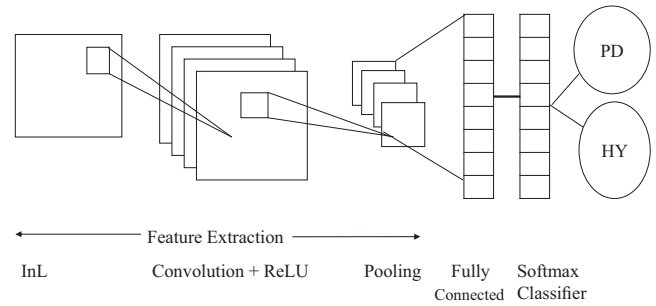 PD
HY
Feature Extraction
InL
Convolution + ReLU
Pooling
Fully
Connected
Softmax
Classifier